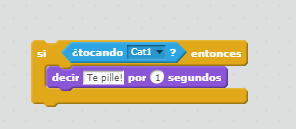 si ¿tocando Cat1 ? entonces
decir Te pille! por 1 segundos